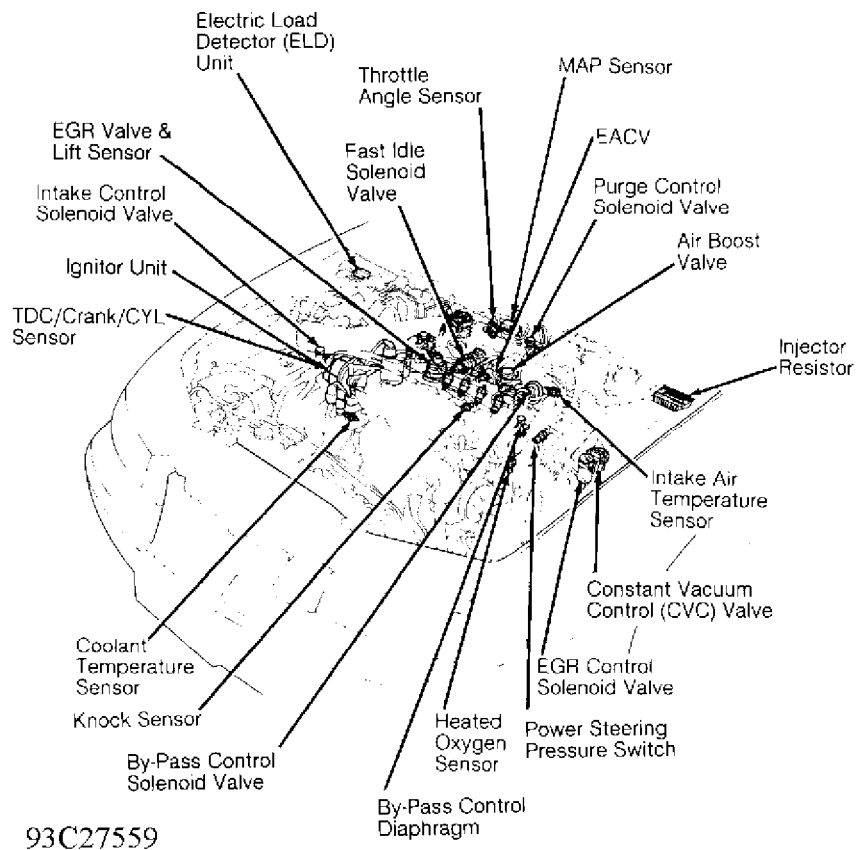 Electric Load
Detector (ELD)
Unit
Throttle
Angle Sensor
MAP Sensor
EGR Valve &
Lift Sensor
Fast Idle
Solenoid
Valve
EACV
Intake Control
Solenoid Valve
Purge Control
Solenoid Valve
Ignitor Unit
Air Boost
Valve
TDC/Crank/CYL
Sensor
Injector
Resistor
Intake Air
Temperature
Sensor
Constant Vacuum
Control (CVC) Valve
Coolant
Temperature
Sensor
EGR Control
Solenoid Valve
Knock Sensor
Heated
Oxygen
Sensor
Power Steering
Pressure Switch
By-Pass Control
Solenoid Valve
By-Pass Control
Diaphragm
93C27559